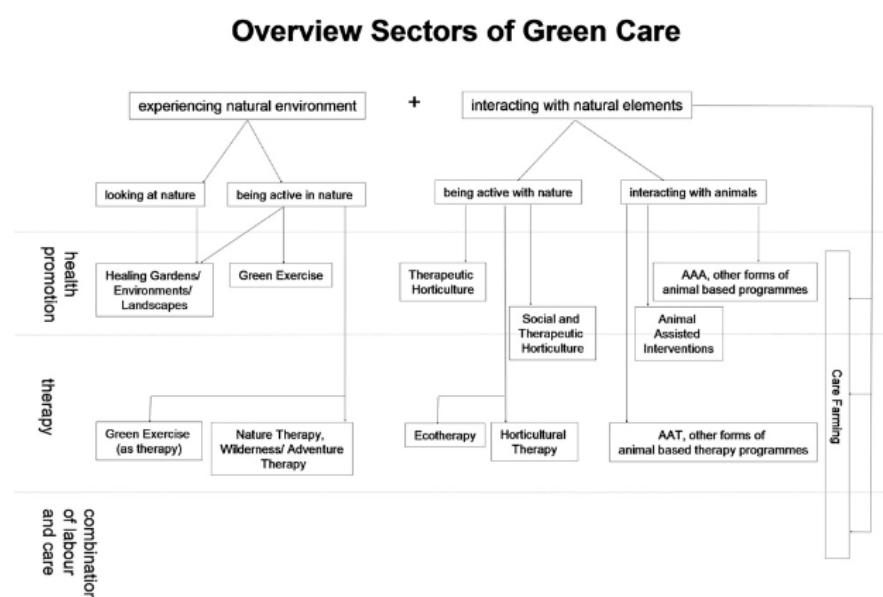 Overview Sectors of Green Care
experiencing natural environment
+
interacting with natural elements
looking at nature
being active in nature
being active with nature
interacting with animals
health
promotion
Healing Gardens/
Environments/
Landscapes
Green Exercise
Therapeutic
Horticulture
AAA, other forms of
animal based programmes
Social and
Therapeutic
Horticulture
Animal
Assisted
Interventions
therapy
Green Exercise
(as therapy)
Nature Therapy,
Wilderness/ Adventure
Therapy
Ecotherapy
Horticultural
Therapy
AAT, other forms of
animal based therapy programmes
Care Farming
combination
of labour
and care